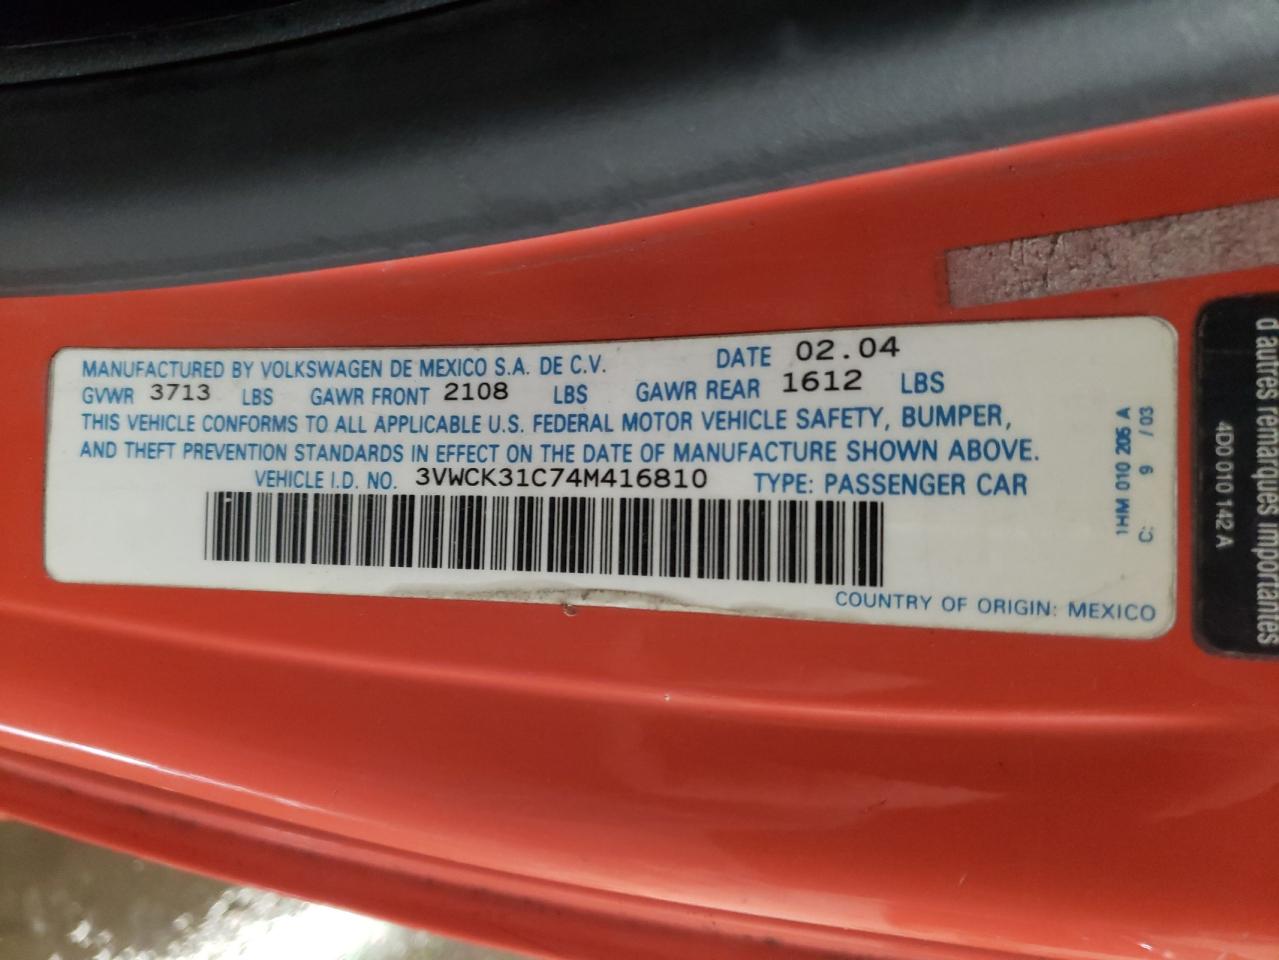 MANUFACTURED BY VOLKSWAGEN DE MEXICO S.A. DE C.V. DATE 02.04
GVWR 3713 LBS GAWR FRONT 2108 LBS GAWR REAR 1612 LBS
THIS VEHICLE CONFORMS TO ALL APPLICABLE U.S. FEDERAL MOTOR VEHICLE SAFETY, BUMPER,
AND THEFT PREVENTION STANDARDS IN EFFECT ON THE DATE OF MANUFACTURE SHOWN ABOVE.
VEHICLE I.D. NO. 3VWCK31C74M416810 TYPE: PASSENGER CAR
COUNTRY OF ORIGIN: MEXICO
1HM 010 205 A
C: 9 / 03
4D0 010 142 A
d'autres remarques importantes